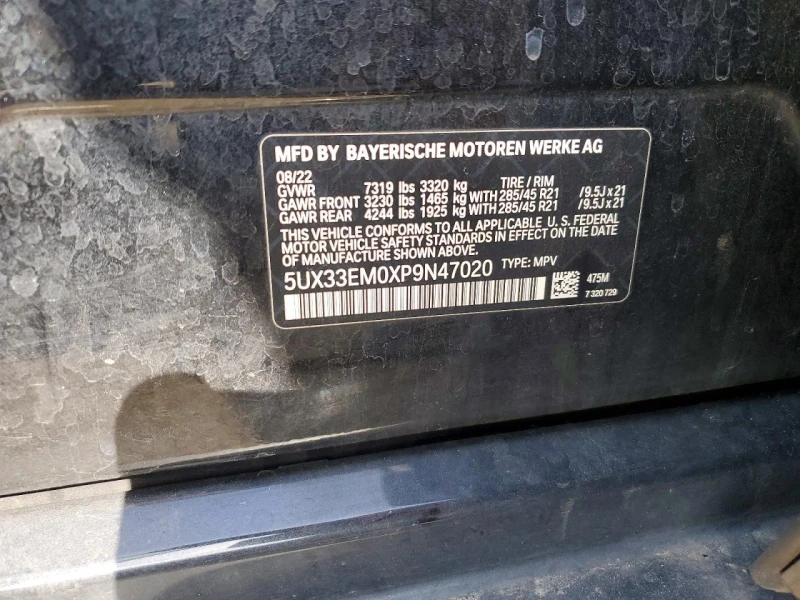 MFD BY BAYERISCHE MOTOREN WERKE AG
08/22
GVWR 7319 lbs 3320 kg TIRE / RIM
GAWR FRONT 3230 lbs 1465 kg WITH 285/45 R21 /9.5J x 21
GAWR REAR 4244 lbs 1925 kg WITH 285/45 R21 /9.5J x 21
THIS VEHICLE CONFORMS TO ALL APPLICABLE U. S. FEDERAL
MOTOR VEHICLE SAFETY STANDARDS IN EFFECT ON THE DATE
OF MANUFACTURE SHOWN ABOVE.
5UX33EM0XP9N47020 TYPE: MPV
475M
7 320 729